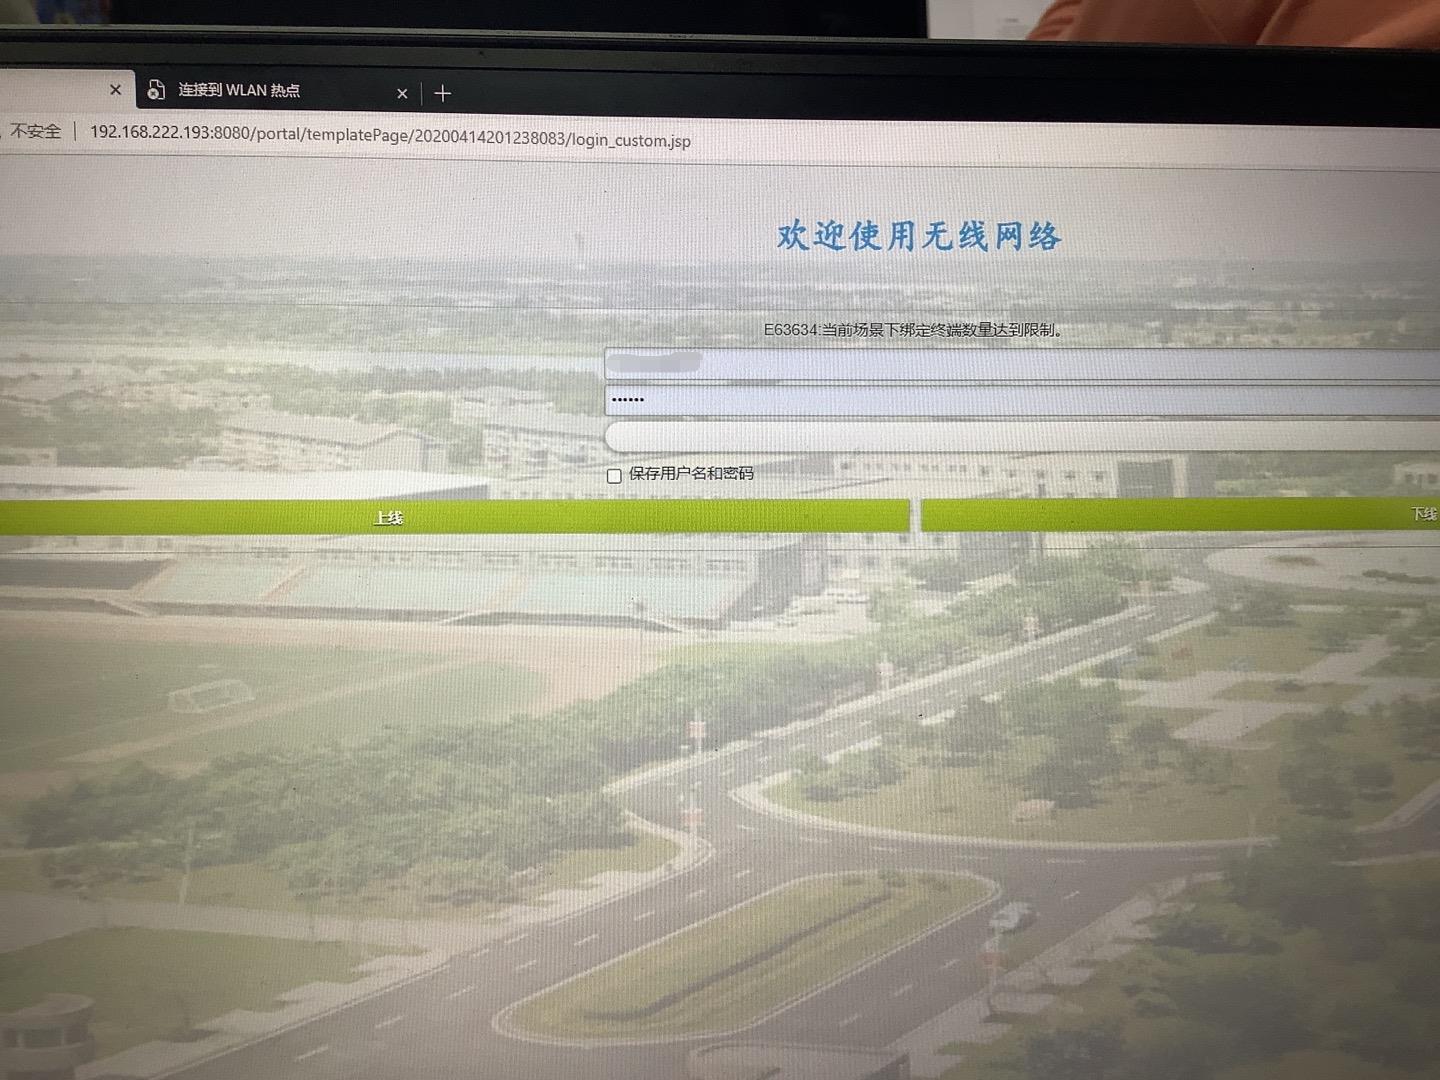 连接到 WLAN 热点
不安全 192.168.222.193:8080/portal/templatePage/20200414201238083/login_custom.jsp
欢迎使用无线网络
E63634:当前场景下绑定终端数量达到限制。
••••••
保存用户名和密码
上线 下线